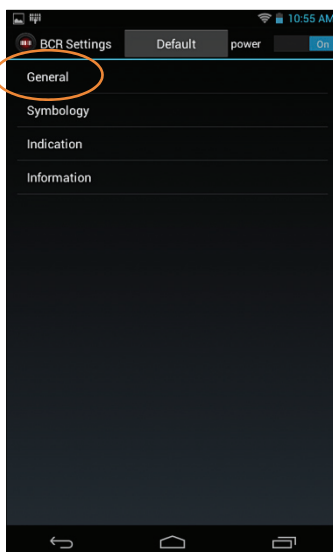 10:55 AM
BCR Settings Default power On
General
Symbology
Indication
Information